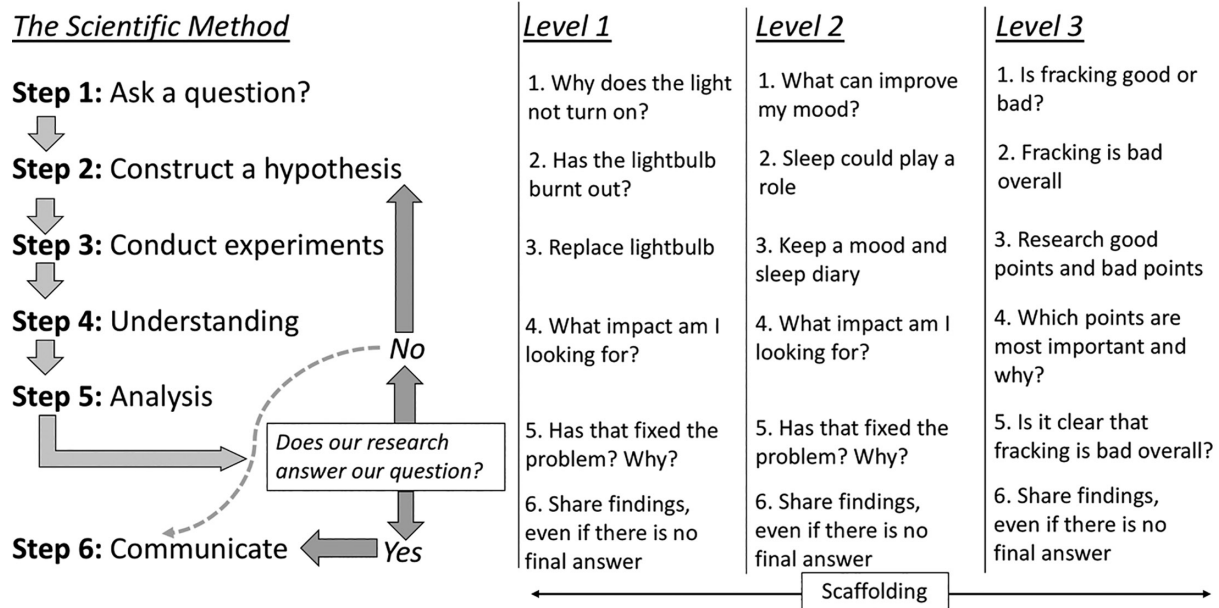 The Scientific Method
Step 1: Ask a question?
Step 2: Construct a hypothesis
Step 3: Conduct experiments
Step 4: Understanding
No
Step 5: Analysis
Does our research
answer our question?
Step 6: Communicate
Yes
Level 1
1. Why does the light
not turn on?
2. Has the lightbulb
burnt out?
3. Replace lightbulb
4. What impact am I
looking for?
5. Has that fixed the
problem? Why?
6. Share findings,
even if there is no
final answer
Level 2
1. What can improve
my mood?
2. Sleep could play a
role
3. Keep a mood and
sleep diary
4. What impact am I
looking for?
5. Has that fixed the
problem? Why?
6. Share findings,
even if there is no
final answer
Level 3
1. Is fracking good or
bad?
2. Fracking is bad
overall
3. Research good
points and bad points
4. Which points are
most important and
why?
5. Is it clear that
fracking is bad overall?
6. Share findings,
even if there is no
final answer
Scaffolding